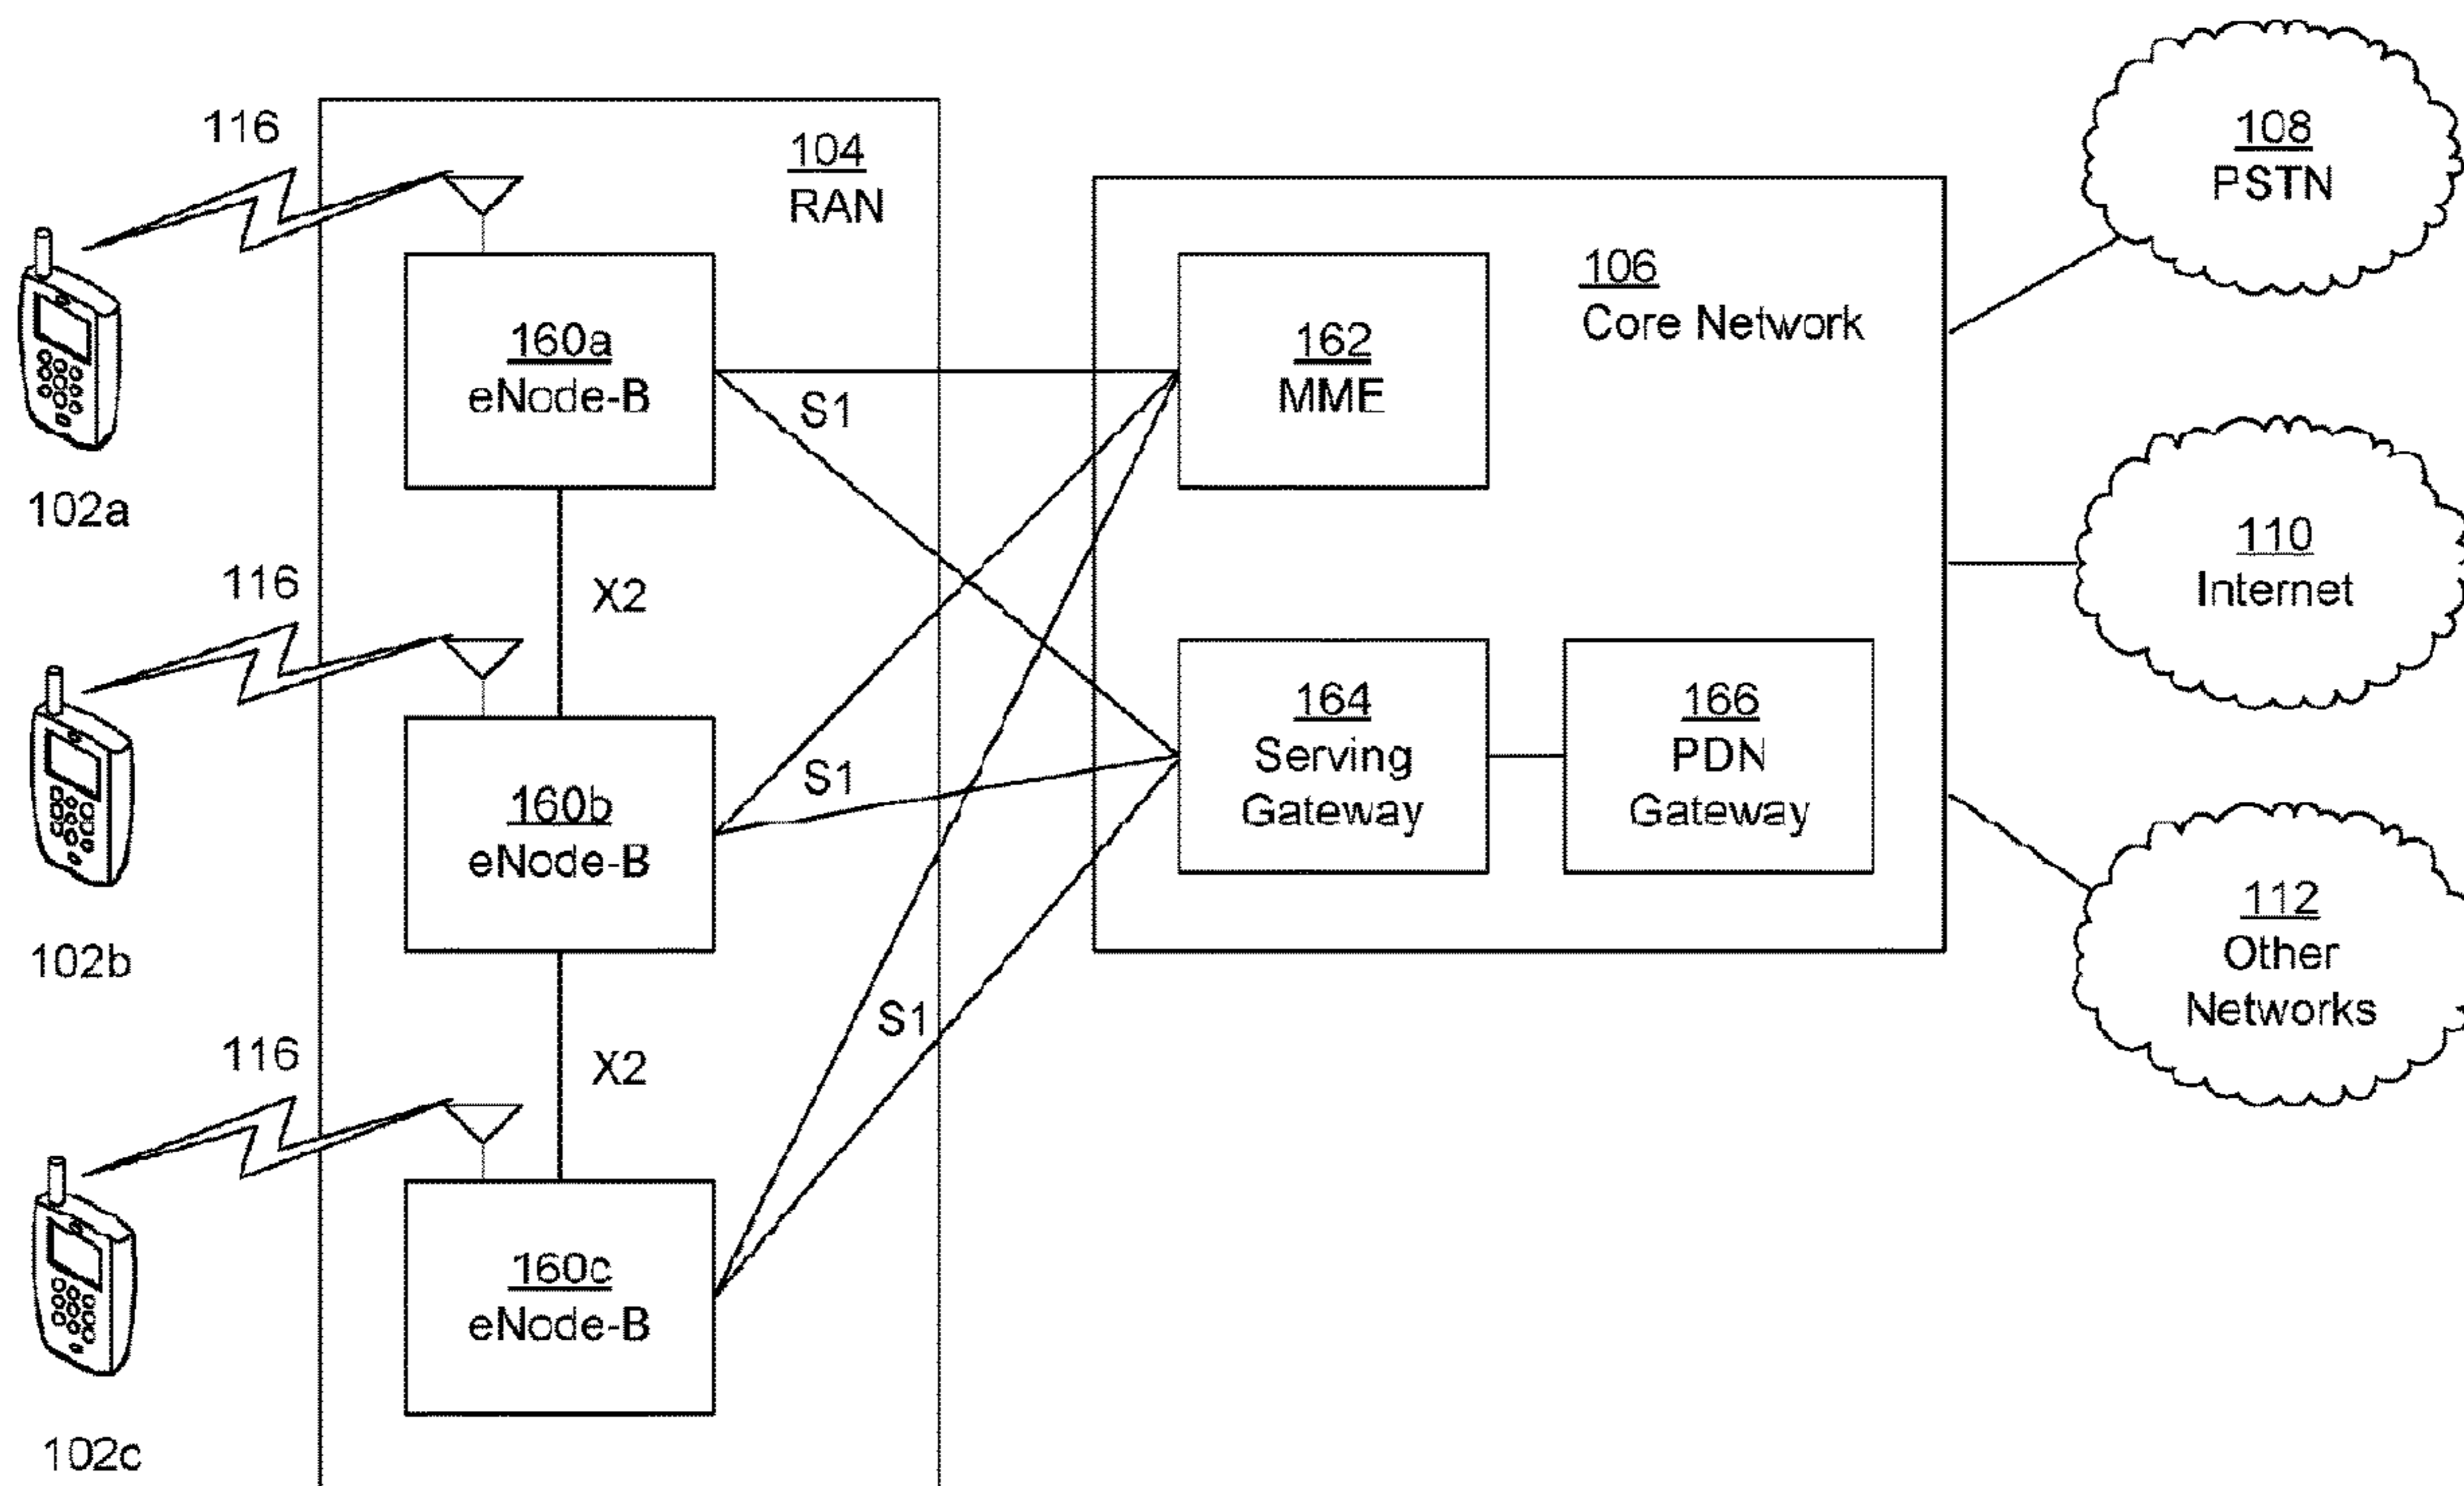 116
104
RAN
160a
eNode-B
S1
102a
106
Core Network
162
MME
108
PSTN
116
X2
110
Internet
160b
eNode-B
S1
102b
164
Serving
Gateway
166
PDN
Gateway
112
Other
Networks
116
X2
S1
160c
eNode-B
102c